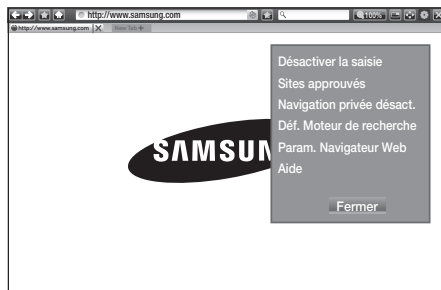 http://www.samsung.com
100%
http://www.samsung.com
New Tab
Désactiver la saisie
Sites approuvés
Navigation privée désact.
Déf. Moteur de recherche
Param. Navigateur Web
Aide
SAMSUN
Fermer